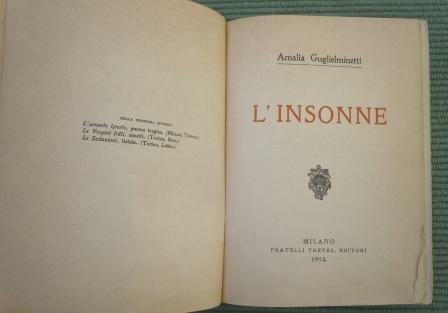 DELLA MEDESIMA AUTRICE:
L'amante ignoto, poema tragico. (Milano, Treves.)
Le Vergini folli, sonetti. (Torino, Sten.)
Le Seduzioni, liriche. (Torino, Lattes.)
Amalia Guglielminetti
L'INSONNE
MILANO
FRATELLI TREVES, EDITORI
1913.